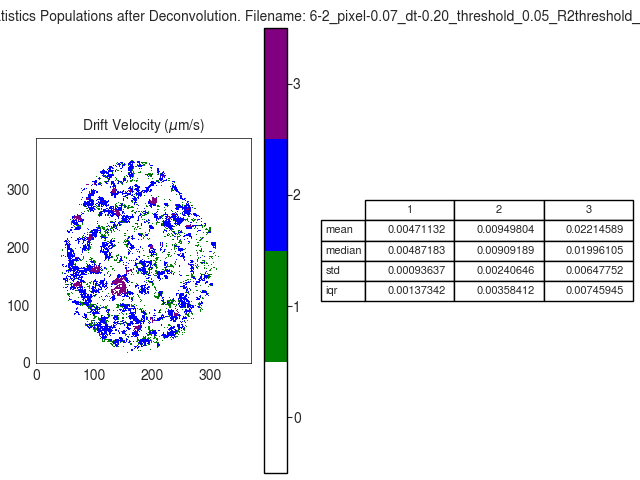 tistics Populations after Deconvolution. Filename: 6-2_pixel-0.07_dt-0.20_threshold_0.05_R2threshold_
Drift Velocity (μm/s)
300
200
100
0
0 100 200 300
3
2
1
0
1 2 3
mean 0.00471132 0.00949804 0.02214589
median 0.00487183 0.00909189 0.01996105
std 0.00093637 0.00240646 0.00647752
iqr 0.00137342 0.00358412 0.00745945